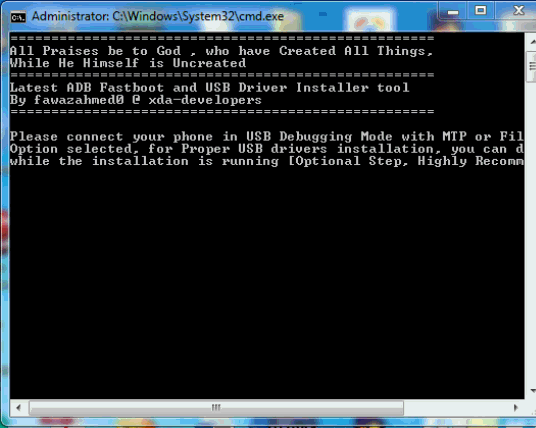 Administrator: C:\Windows\System32\cmd.exe
===================================================
All Praises be to God , who have Created All Things,
While He Himself is Uncreated
===================================================
Latest ADB Fastboot and USB Driver Installer tool
By fawazahmed0 @ xda-developers
===================================================
Please connect your phone in USB Debugging Mode with MTP or Fil
Option selected, for Proper USB drivers installation, you can d
while the installation is running [Optional Step, Highly Recomm